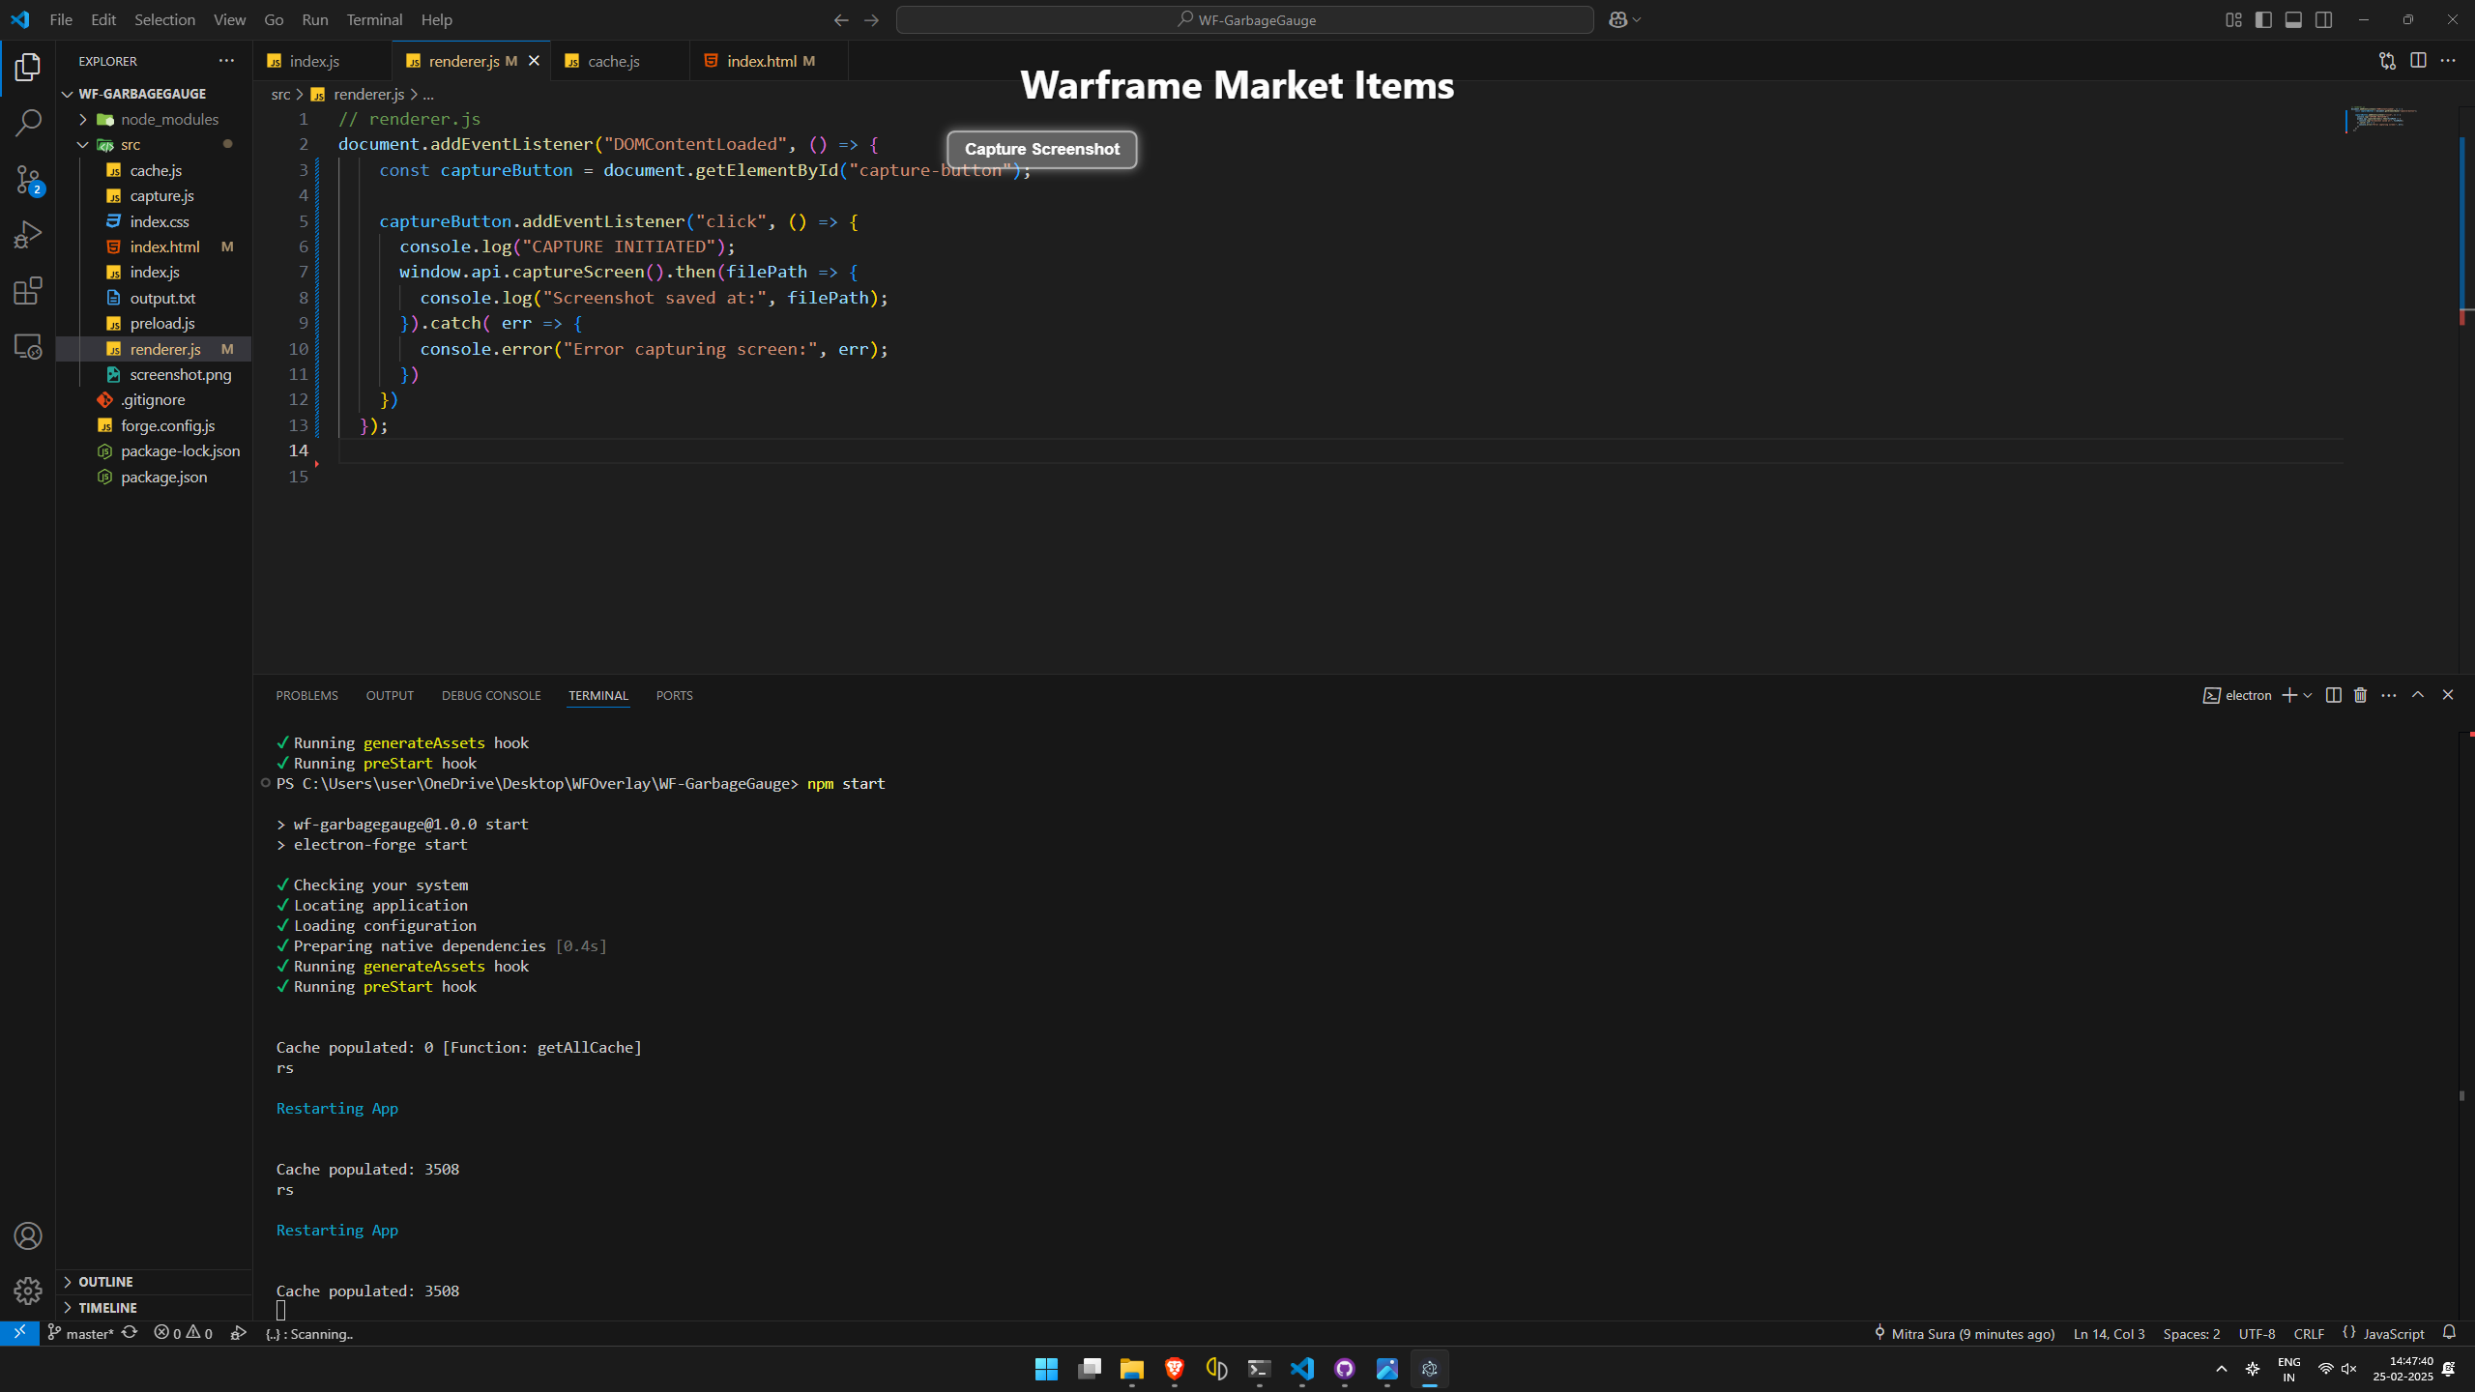 File Edit Selection View Go Run Terminal Help
WF-GarbageGauge
EXPLORER
index.js
renderer.js M
cache.js
index.html M
Warframe Market Items
Capture Screenshot
WF-GARBAGEGAUGE
node_modules
src
cache.js
capture.js
index.css
index.html M
index.js
output.txt
preload.js
renderer.js M
screenshot.png
.gitignore
forge.config.js
package-lock.json
package.json
OUTLINE
TIMELINE
2
src > renderer.js > ...
1 // renderer.js
2 document.addEventListener("DOMContentLoaded", () => {
3 const captureButton = document.getElementById("capture-button");
4
5 captureButton.addEventListener("click", () => {
6 console.log("CAPTURE INITIATED");
7 window.api.captureScreen().then(filePath => {
8 console.log("Screenshot saved at:", filePath);
9 }).catch( err => {
10 console.error("Error capturing screen:", err);
11 })
12 })
13 });
14
15
PROBLEMS OUTPUT DEBUG CONSOLE TERMINAL PORTS
electron
✓ Running generateAssets hook
✓ Running preStart hook
PS C:\Users\user\OneDrive\Desktop\WFOverlay\WF-GarbageGauge> npm start
> wf-garbagegauge@1.0.0 start
> electron-forge start
✓ Checking your system
✓ Locating application
✓ Loading configuration
✓ Preparing native dependencies [0.4s]
✓ Running generateAssets hook
✓ Running preStart hook
Cache populated: 0 [Function: getAllCache]
rs
Restarting App
Cache populated: 3508
rs
Restarting App
Cache populated: 3508
master* 0 0 {..} : Scanning..
Mitra Sura (9 minutes ago) Ln 14, Col 3 Spaces: 2 UTF-8 CRLF {} JavaScript
ENG
IN
14:47:40
25-02-2025